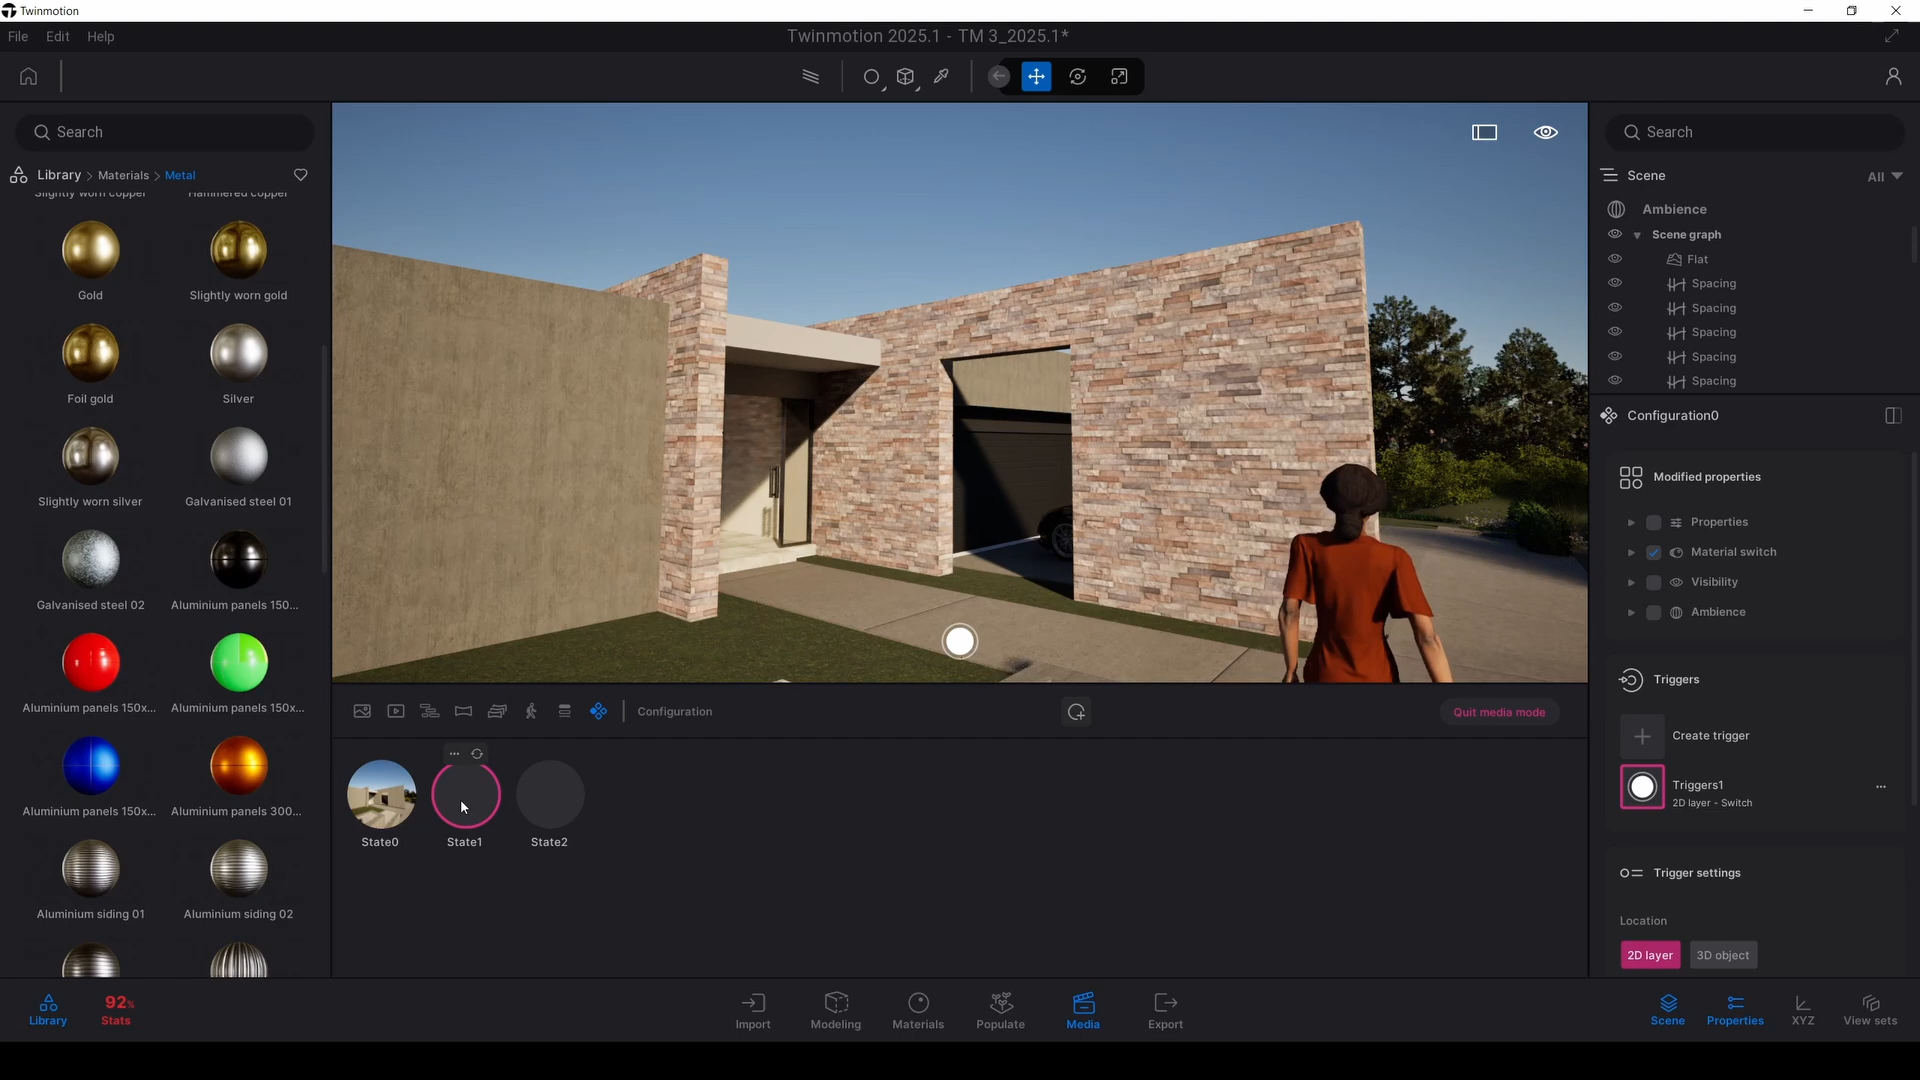 Twinmotion
File Edit Help
Twinmotion 2025.1 - TM 3_2025.1*
Search
Library > Materials > Metal
Slightly worn copper Hammered copper
Gold Slightly worn gold
Foil gold Silver
Slightly worn silver Galvanised steel 01
Galvanised steel 02 Aluminium panels 150...
Aluminium panels 150x... Aluminium panels 150x...
Aluminium panels 150x... Aluminium panels 300...
Aluminium siding 01 Aluminium siding 02
Configuration
Quit media mode
State0 State1 State2
Search
Scene All
Ambience
Scene graph
Flat
Spacing
Spacing
Spacing
Spacing
Spacing
Configuration0
Modified properties
Properties
Material switch
Visibility
Ambience
Triggers
Create trigger
Triggers1
2D layer - Switch
Trigger settings
Location
2D layer 3D object
Library
92%
Stats
Import Modeling Materials Populate Media Export
Scene Properties XYZ View sets